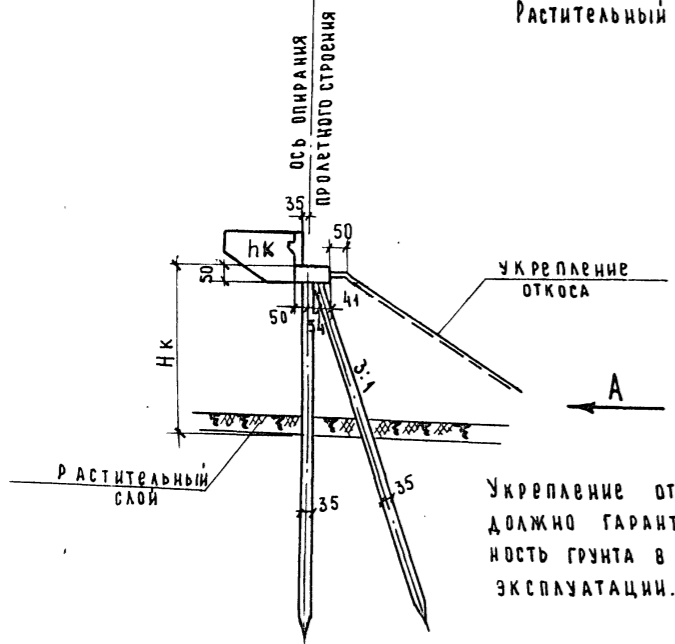 Растительный
ось опирания
пролетного строения
35
50
hк
50
укрепление
откоса
50
54
41
Нк
3:1
А
растительный
слой
35
35
Укрепление от
должно гарант
ность грунта в
эксплуатации.